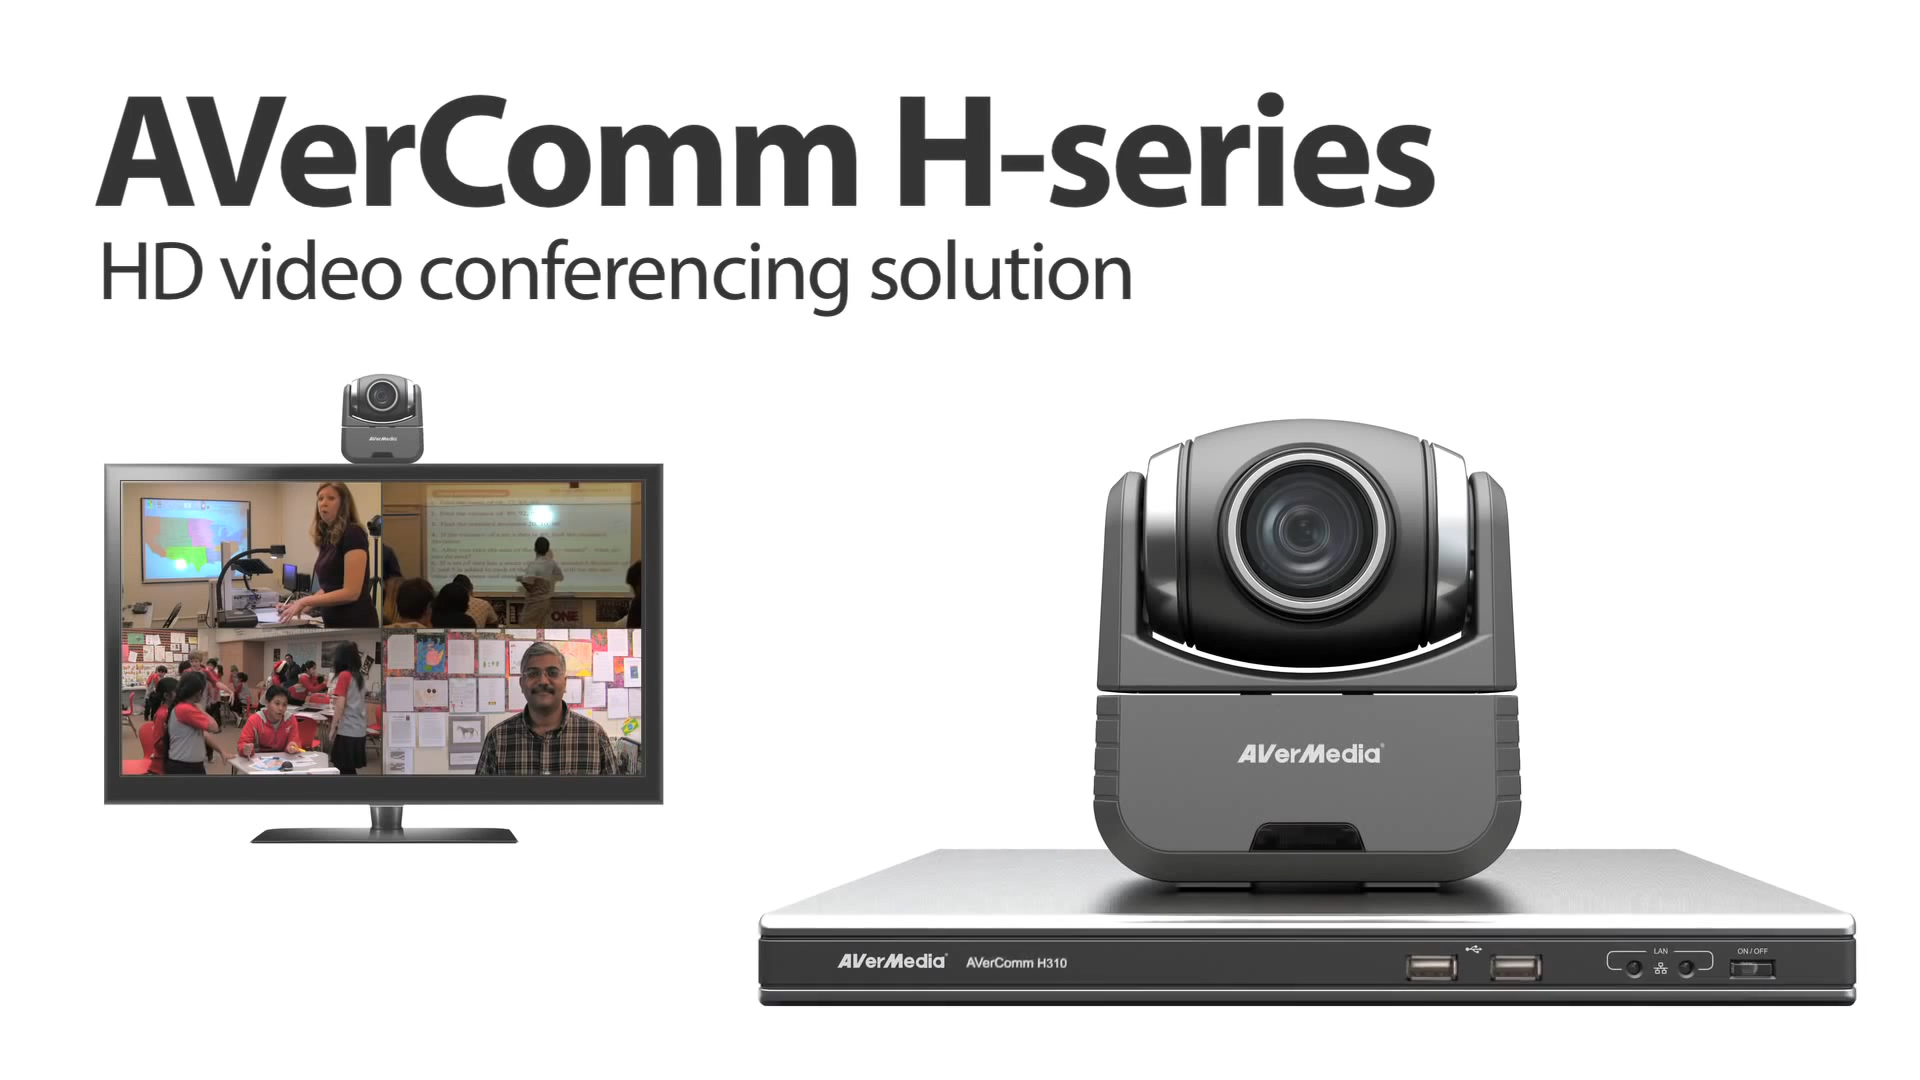 AVerComm H-series
HD video conferencing solution
AVerMedia
ONE
AVerMedia®
AVerMedia® AVerComm H310
LAN
ON / OFF